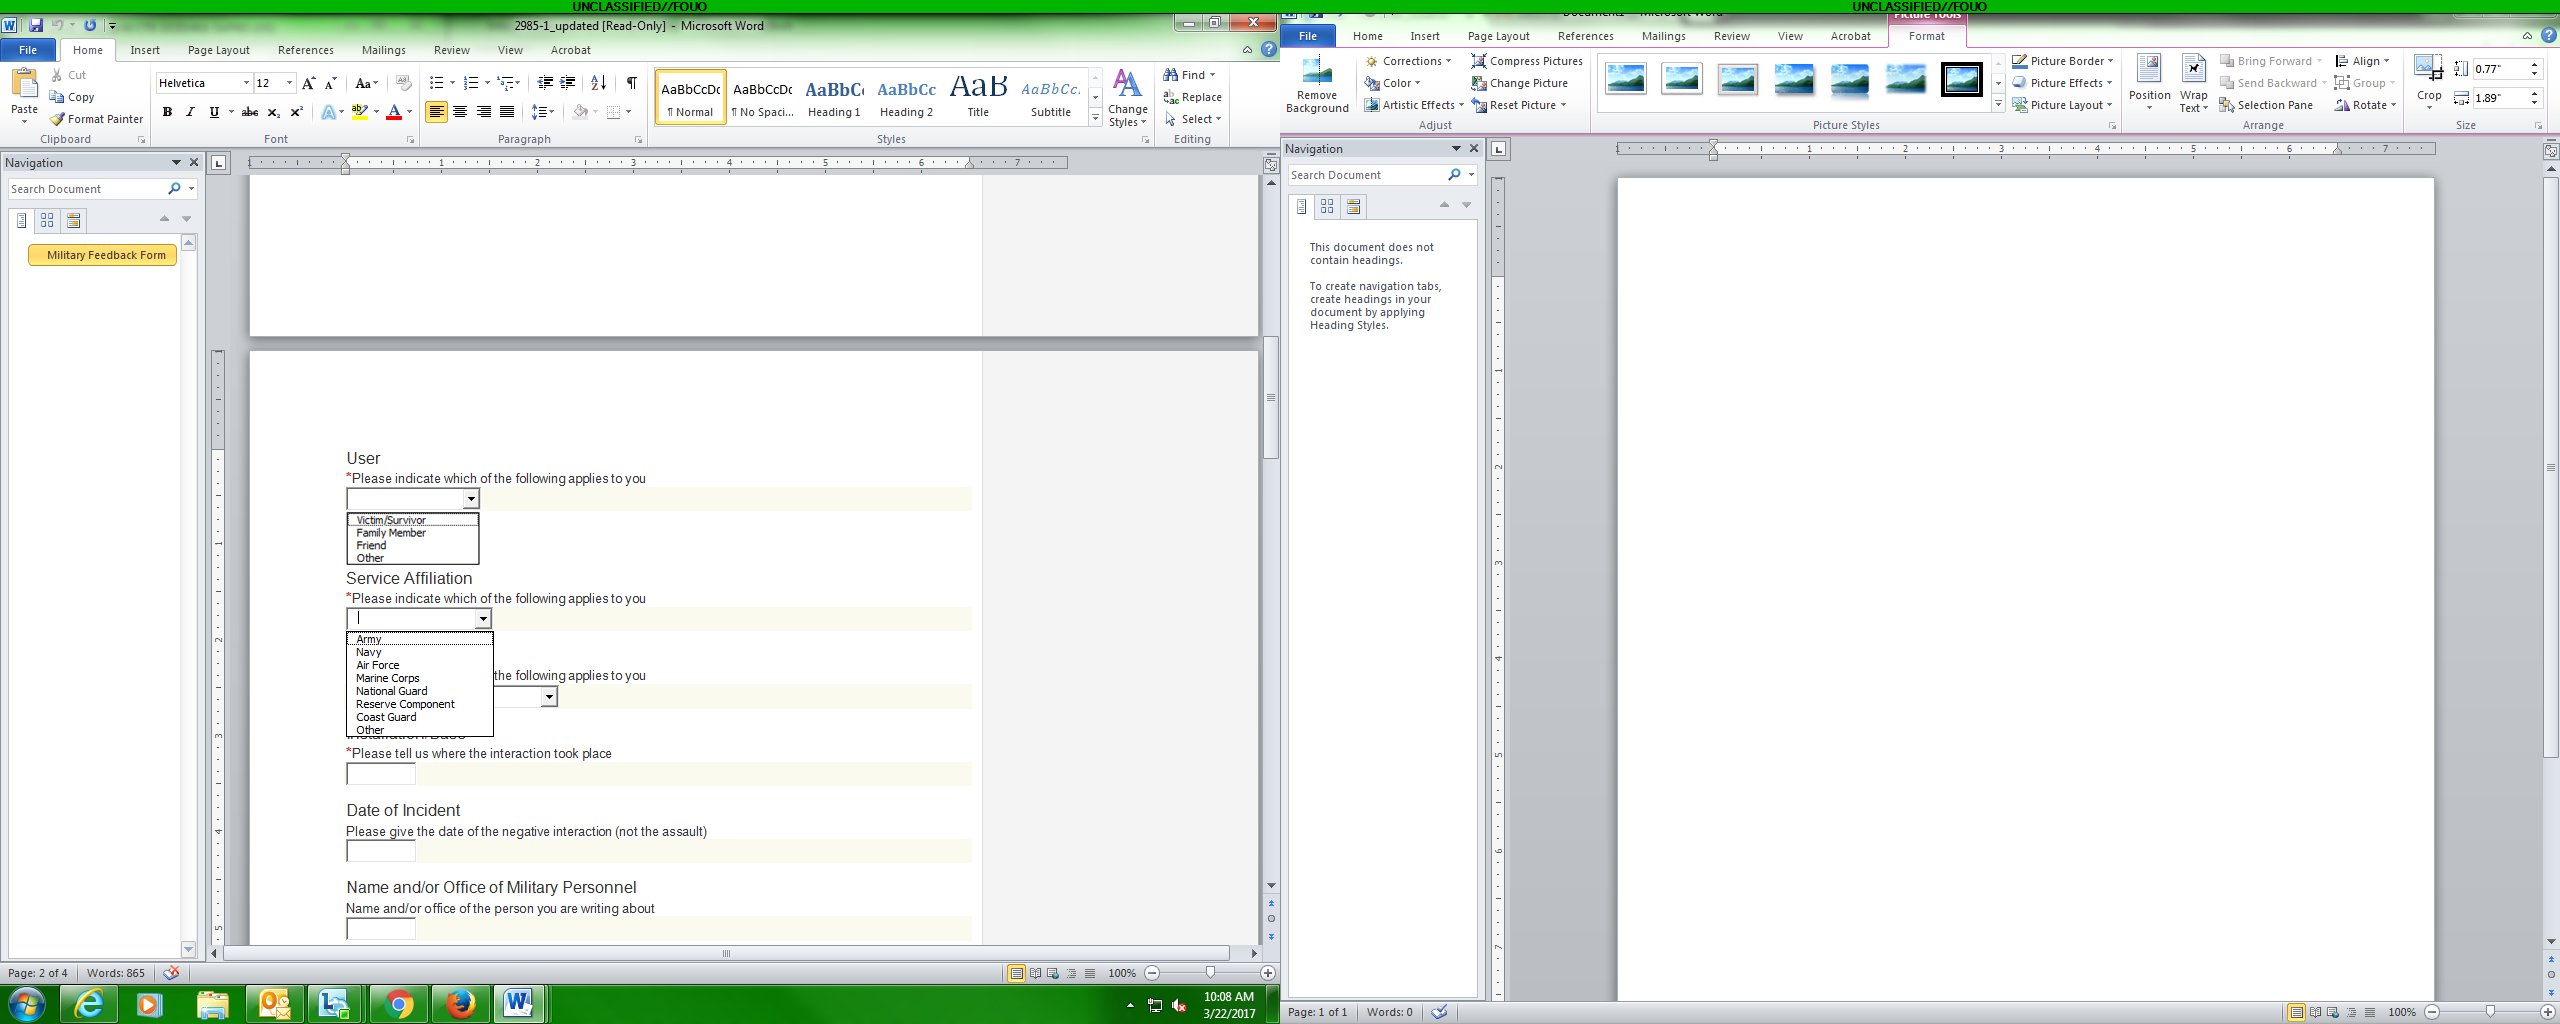 UNCLASSIFIED//FOUO
2985-1_updated [Read-Only] - Microsoft Word
File Home Insert Page Layout References Mailings Review View Acrobat
Paste
Cut
Copy
Format Painter
Clipboard
Helvetica 12
Font
Paragraph
AaBbCcDc AaBbCcDc AaBbCc AaBbCc AaB AaBbCc.
¶ Normal ¶ No Spaci... Heading 1 Heading 2 Title Subtitle
Change Styles
Styles
Find
Replace
Select
Editing
Navigation
Search Document
Military Feedback Form
User
*Please indicate which of the following applies to you
Victim/Survivor
Family Member
Friend
Other
Service Affiliation
*Please indicate which of the following applies to you
Army
Navy
Air Force
Marine Corps
National Guard
Reserve Component
Coast Guard
Other
the following applies to you
*Please tell us where the interaction took place
Date of Incident
Please give the date of the negative interaction (not the assault)
Name and/or Office of Military Personnel
Name and/or office of the person you are writing about
Page: 2 of 4 Words: 865 100%
10:08 AM
3/22/2017
UNCLASSIFIED//FOUO
Microsoft Word
Picture Tools
File Home Insert Page Layout References Mailings Review View Acrobat Format
Remove Background
Corrections
Color
Artistic Effects
Compress Pictures
Change Picture
Reset Picture
Adjust
Picture Styles
Picture Border
Picture Effects
Picture Layout
Position
Wrap Text
Bring Forward
Send Backward
Selection Pane
Align
Group
Rotate
Arrange
Crop
0.77"
1.89"
Size
Navigation
Search Document
This document does not
contain headings.
To create navigation tabs,
create headings in your
document by applying
Heading Styles.
Page: 1 of 1 Words: 0 100%